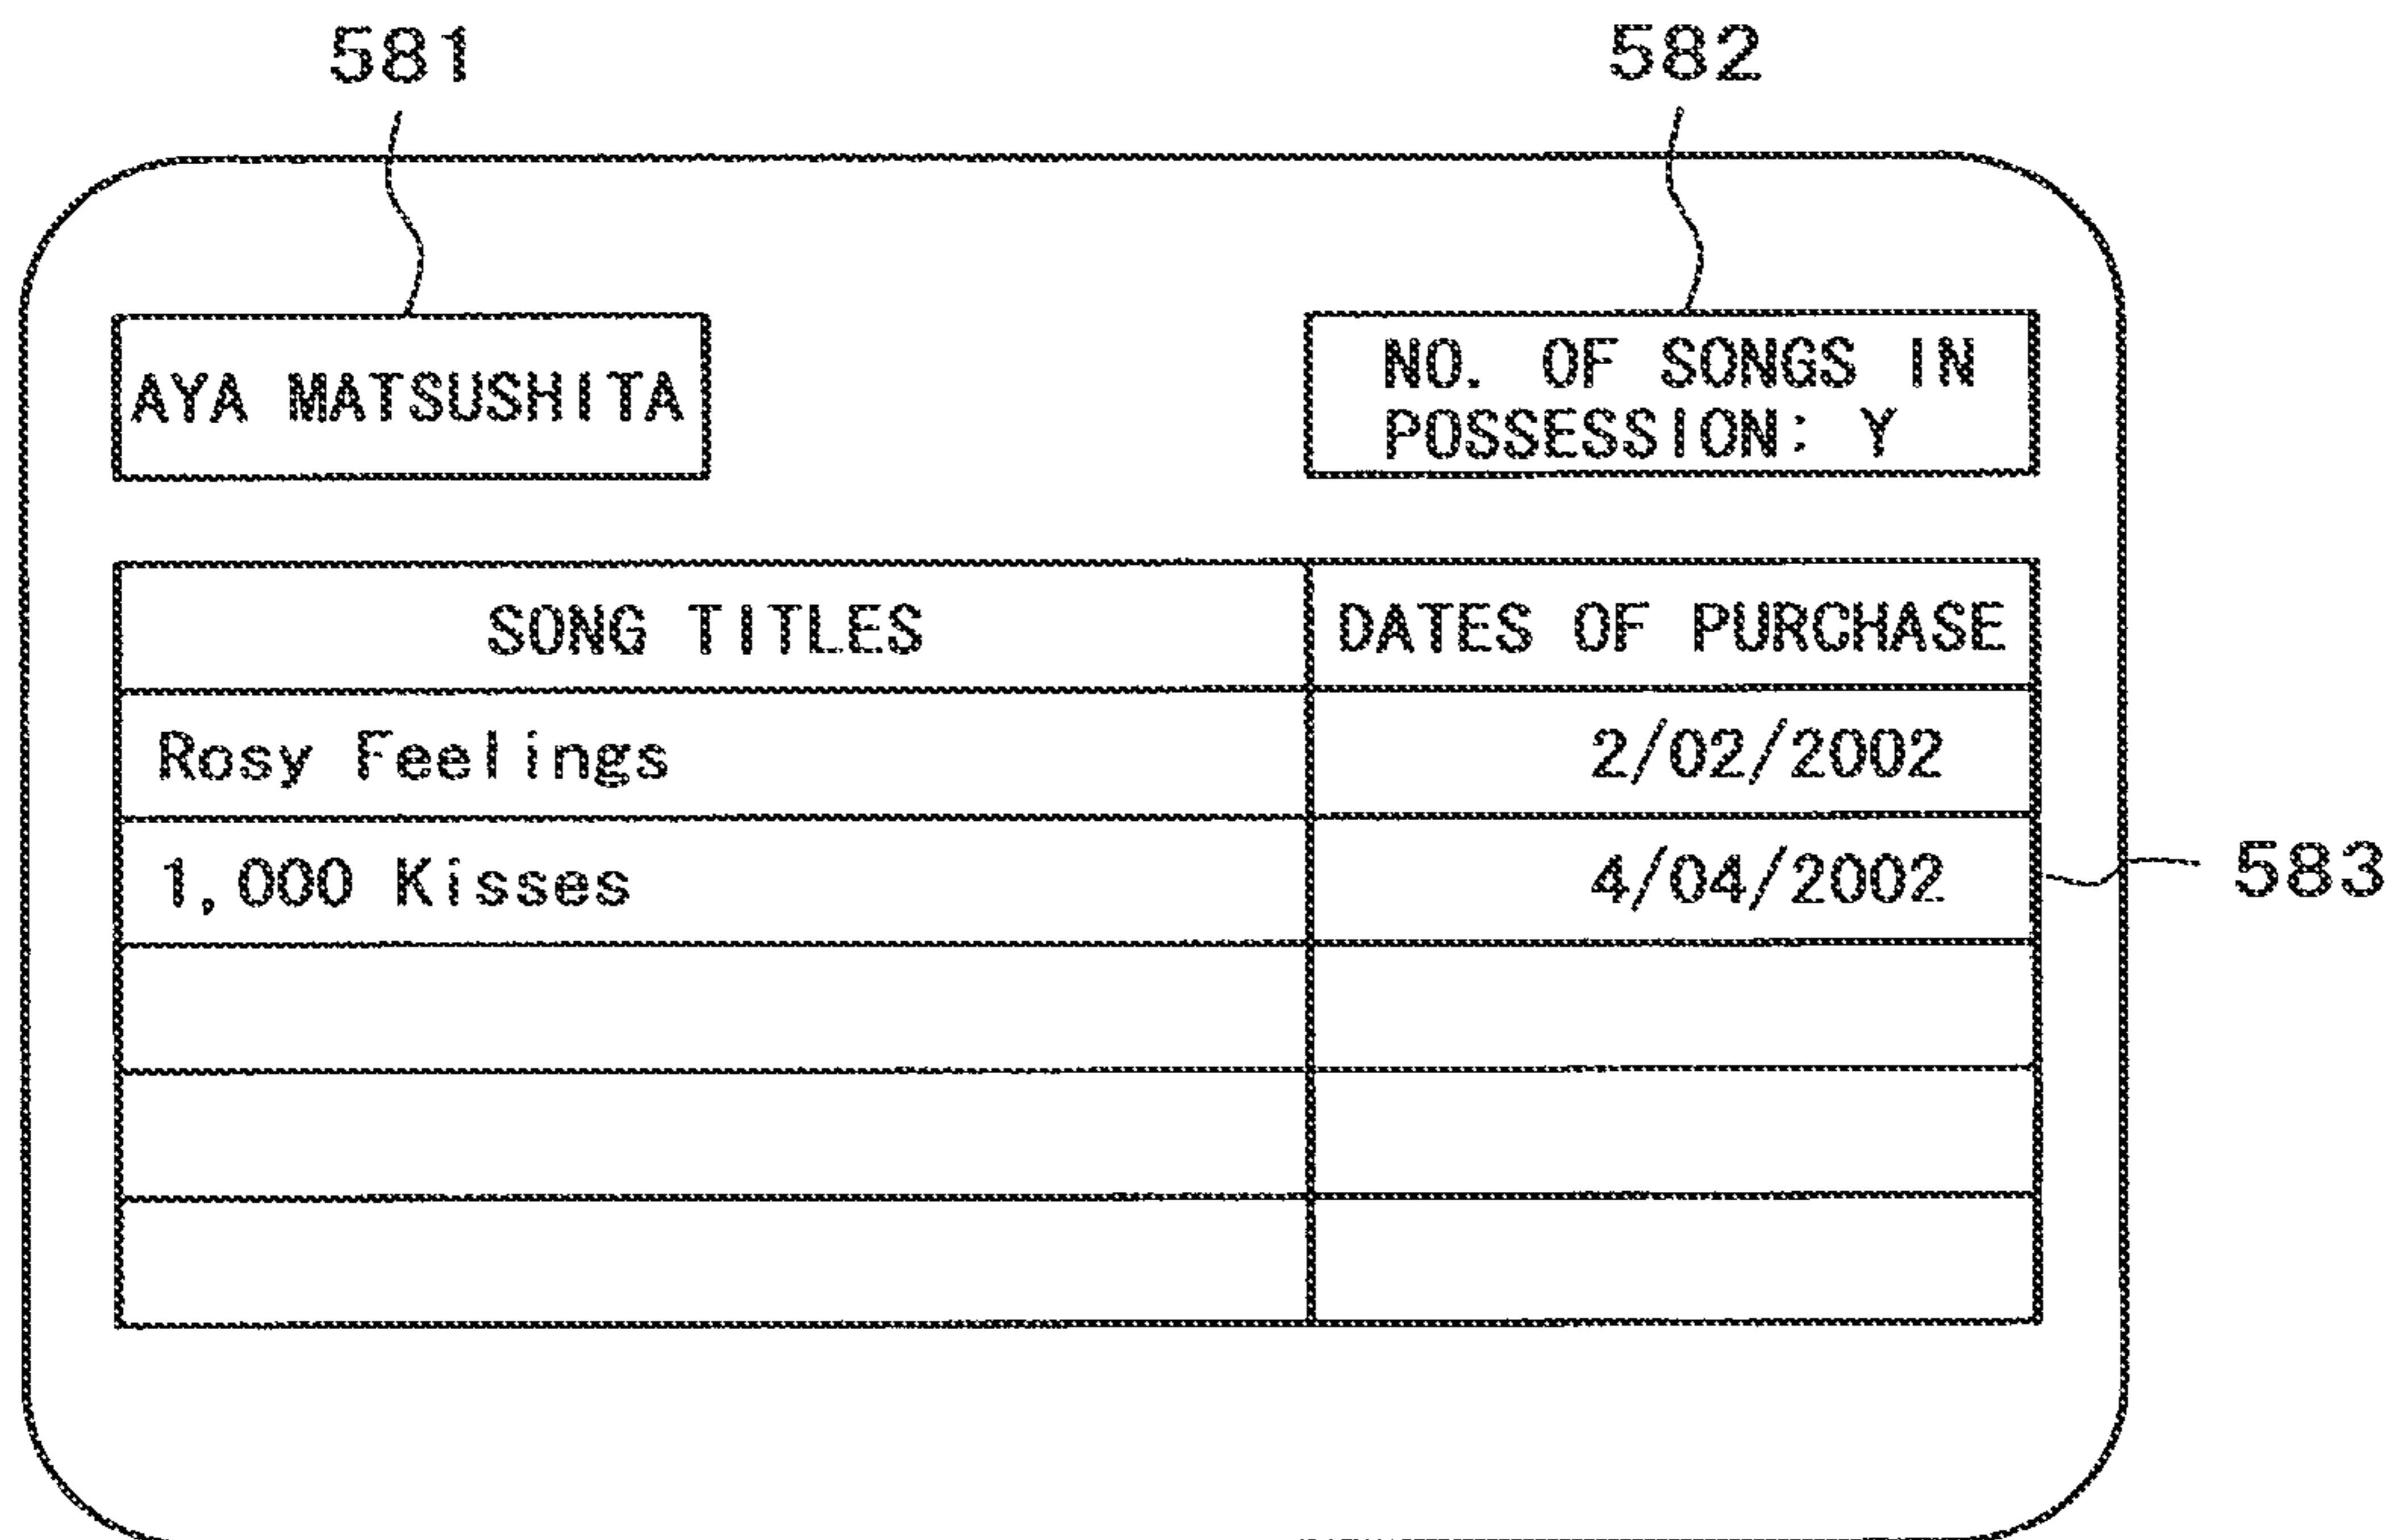 581
582
AYA MATSUSHITA
NO. OF SONGS IN
POSSESSION: Y
SONG TITLES DATES OF PURCHASE
Rosy Feelings 2/02/2002
1,000 Kisses 4/04/2002
583